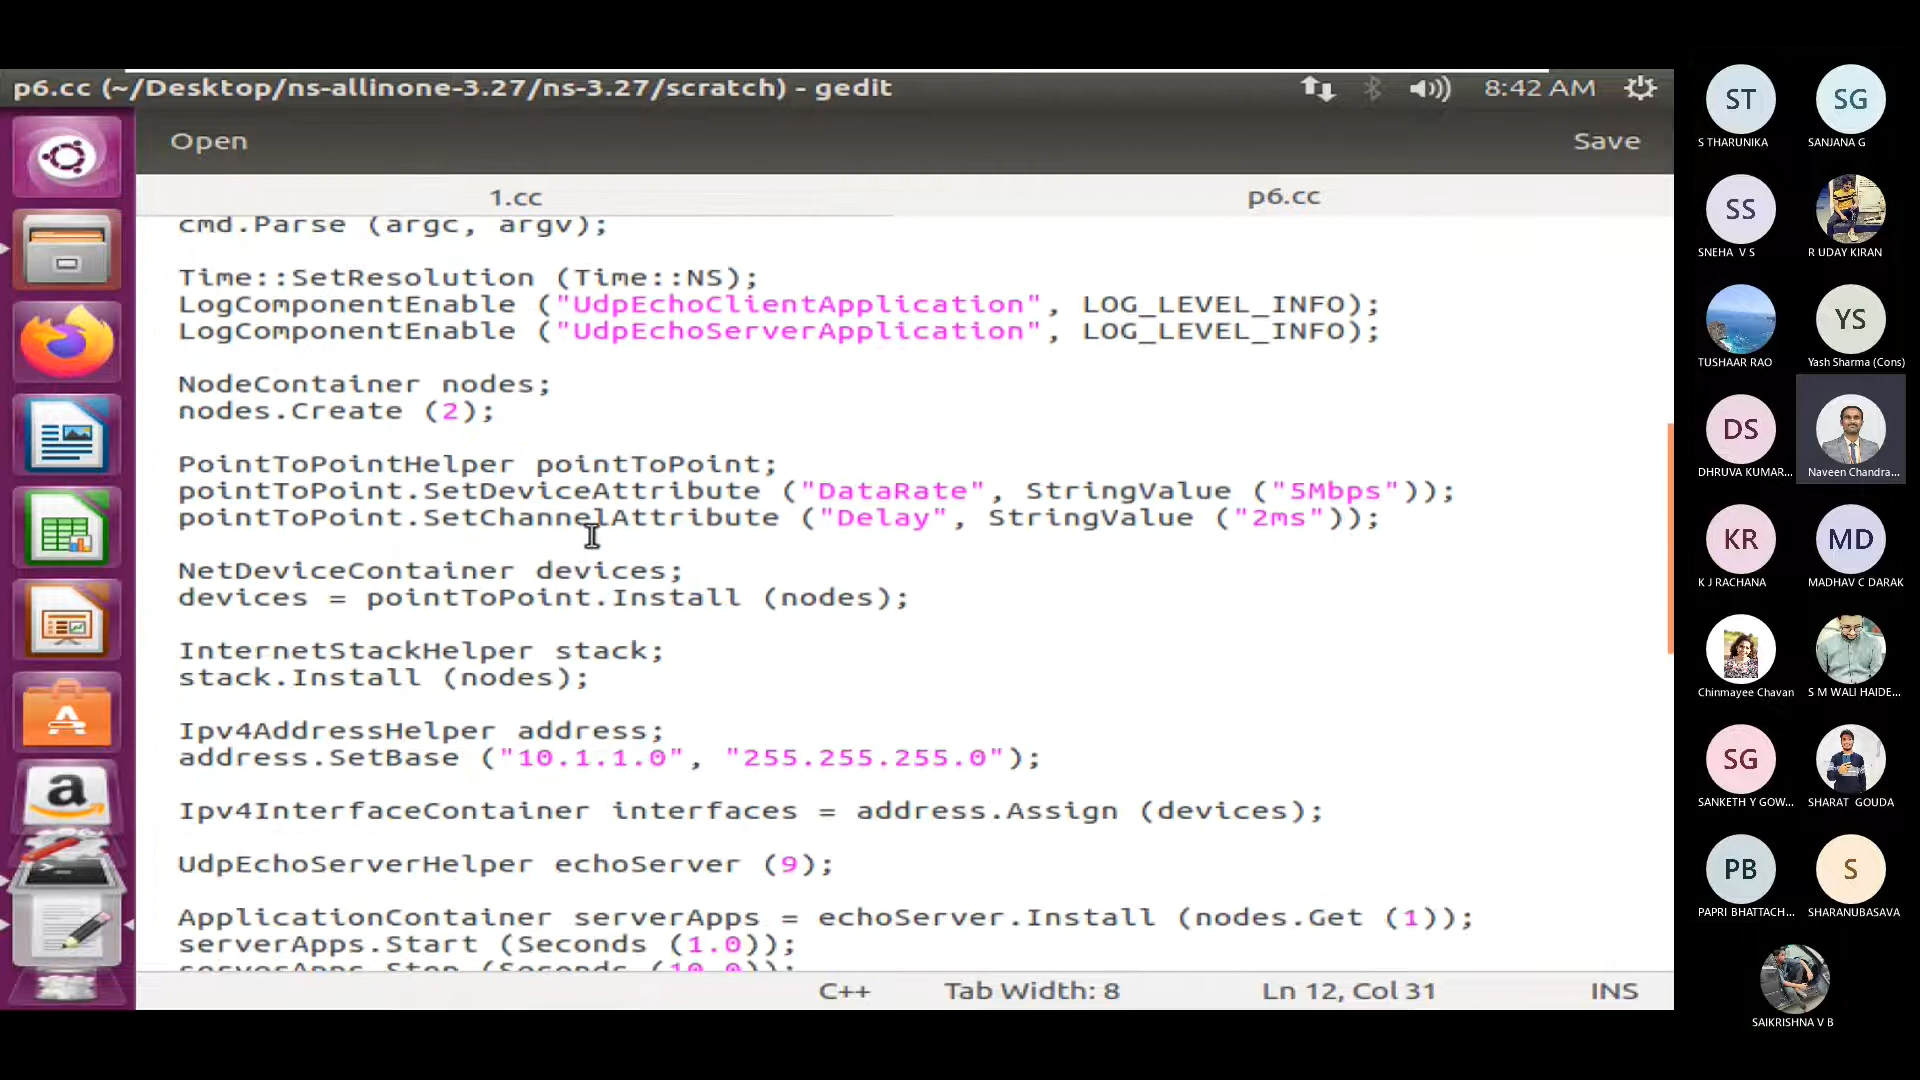 p6.cc (~/Desktop/ns-allinone-3.27/ns-3.27/scratch) - gedit
8:42 AM
Open
Save
1.cc
p6.cc
cmd.Parse (argc, argv);
Time::SetResolution (Time::NS);
LogComponentEnable ("UdpEchoClientApplication", LOG_LEVEL_INFO);
LogComponentEnable ("UdpEchoServerApplication", LOG_LEVEL_INFO);
NodeContainer nodes;
nodes.Create (2);
PointToPointHelper pointToPoint;
pointToPoint.SetDeviceAttribute ("DataRate", StringValue ("5Mbps"));
pointToPoint.SetChannelAttribute ("Delay", StringValue ("2ms"));
NetDeviceContainer devices;
devices = pointToPoint.Install (nodes);
InternetStackHelper stack;
stack.Install (nodes);
Ipv4AddressHelper address;
address.SetBase ("10.1.1.0", "255.255.255.0");
Ipv4InterfaceContainer interfaces = address.Assign (devices);
UdpEchoServerHelper echoServer (9);
ApplicationContainer serverApps = echoServer.Install (nodes.Get (1));
serverApps.Start (Seconds (1.0));
serverApps.Stop (Seconds (10.0));
C++
Tab Width: 8
Ln 12, Col 31
INS
ST
SG
S THARUNIKA
SANJANA G
SS
SNEHA V S
R UDAY KIRAN
YS
TUSHAAR RAO
Yash Sharma (Cons)
DS
DHRUVA KUMAR...
Naveen Chandra...
KR
MD
K J RACHANA
MADHAV C DARAK
Chinmayee Chavan
S M WALI HAIDE...
SG
SANKETH Y GOW...
SHARAT GOUDA
PB
S
PAPRI BHATTACH...
SHARANUBASAVA
SAIKRISHNA V B